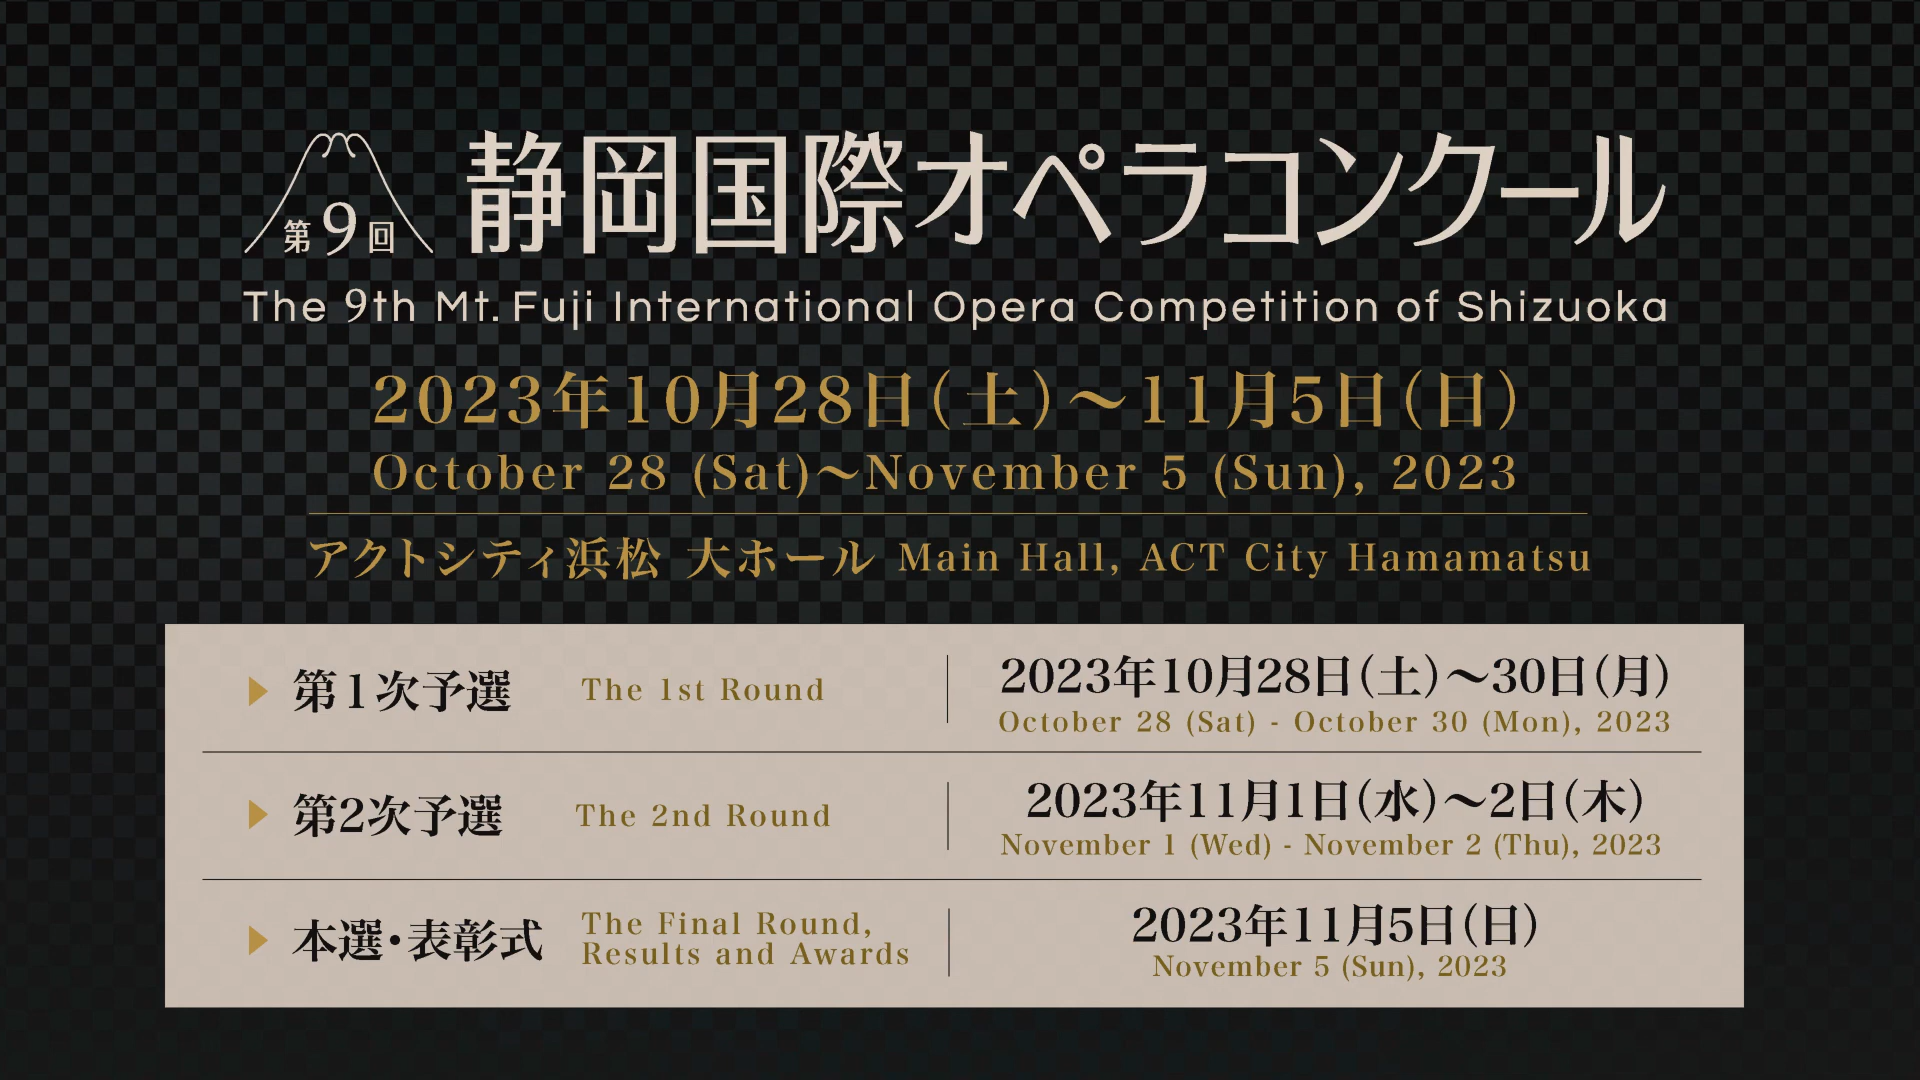 第9回 静岡国際オペラコンクール
The 9th Mt. Fuji International Opera Competition of Shizuoka
2023年10月28日(土)〜11月5日(日)
October 28 (Sat)〜November 5 (Sun), 2023
アクトシティ浜松 大ホール Main Hall, ACT City Hamamatsu
第1次予選 The 1st Round
2023年10月28日(土)〜30日(月)
October 28 (Sat) - October 30 (Mon), 2023
第2次予選 The 2nd Round
2023年11月1日(水)〜2日(木)
November 1 (Wed) - November 2 (Thu), 2023
本選・表彰式
The Final Round,
Results and Awards
2023年11月5日(日)
November 5 (Sun), 2023